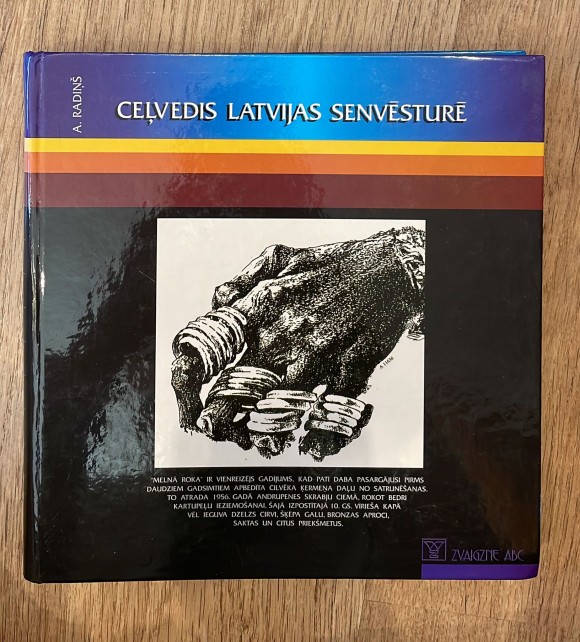 A. RADIŅŠ
CEĻVEDIS LATVIJAS SENVĒSTURĒ
"MELNĀ ROKA" IR VIENREIZĒJS GADĪJUMS, KAD PATI DABA PASARGĀJUSI PIRMS
DAUDZIEM GADSIMTIEM APBEDĪTA CILVĒKA ĶERMEŅA DAĻU NO SATRUNĒŠANAS.
TO ATRADA 1956. GADĀ ANDRUPENES SKRABJU CIEMĀ, ROKOT BEDRI
KARTUPEĻU IEZIEMOŠANAI. ŠAJĀ IZPOSTĪTAJĀ 10. GS. VĪRIEŠA KAPĀ
VĒL IEGUVA DZELZS CIRVI, ŠĶĒPA GALU, BRONZAS APROCI,
SAKTAS UN CITUS PRIEKŠMETUS.
ZVAIGZNE ABC